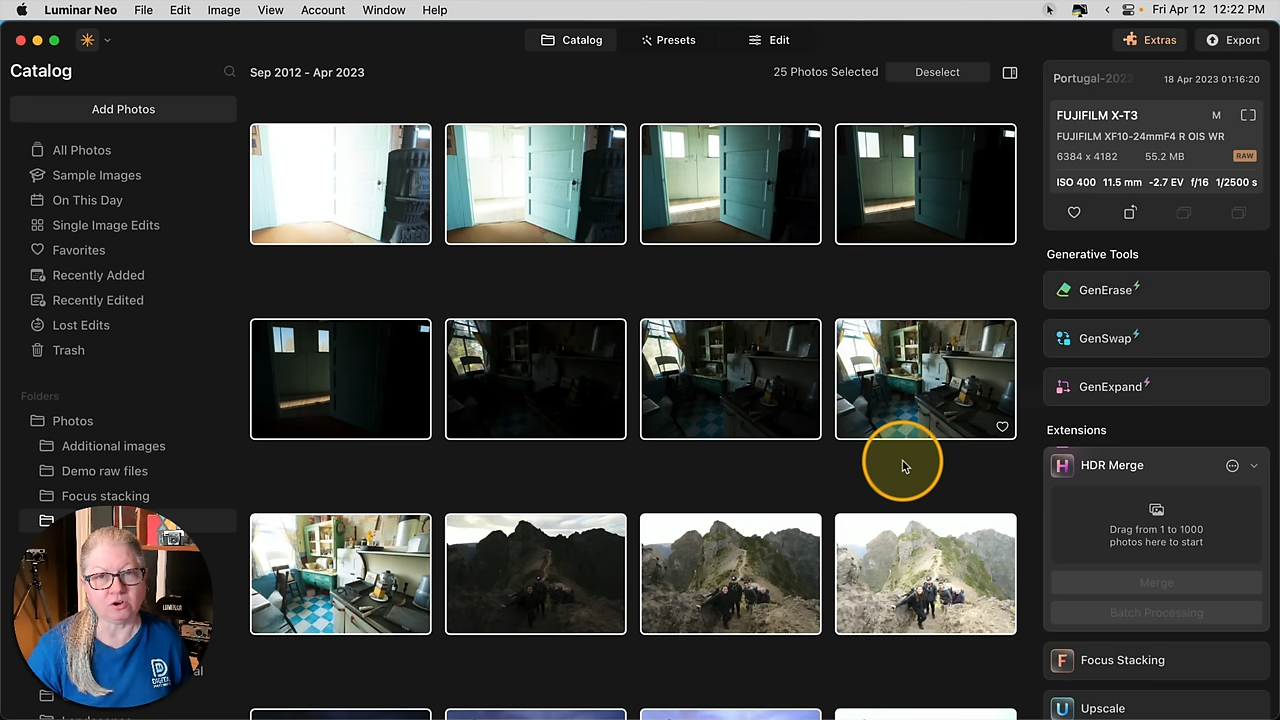 Luminar Neo File Edit Image View Account Window Help Fri Apr 12 12:22 PM
Catalog Presets Edit Extras Export
Catalog
Sep 2012 - Apr 2023 25 Photos Selected Deselect
Add Photos
All Photos
Sample Images
On This Day
Single Image Edits
Favorites
Recently Added
Recently Edited
Lost Edits
Trash
Folders
Photos
Additional images
Demo raw files
Focus stacking
Portugal-2023 18 Apr 2023 01:16:20
FUJIFILM X-T3 M
FUJIFILM XF10-24mmF4 R OIS WR
6384 x 4182 55.2 MB RAW
ISO 400 11.5 mm -2.7 EV f/16 1/2500 s
Generative Tools
GenErase
GenSwap
GenExpand
Extensions
H HDR Merge
Drag from 1 to 1000
photos here to start
Merge
Batch Processing
F Focus Stacking
U Upscale